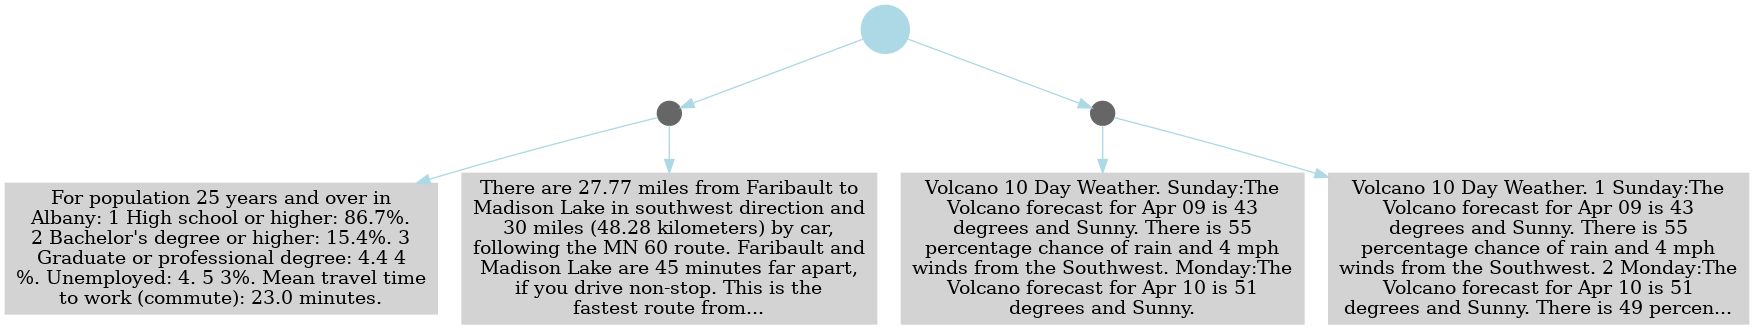 For population 25 years and over in
Albany: 1 High school or higher: 86.7%.
2 Bachelor's degree or higher: 15.4%. 3
Graduate or professional degree: 4.4 4
%. Unemployed: 4. 5 3%. Mean travel time
to work (commute): 23.0 minutes.
There are 27.77 miles from Faribault to
Madison Lake in southwest direction and
30 miles (48.28 kilometers) by car,
following the MN 60 route. Faribault and
Madison Lake are 45 minutes far apart,
if you drive non-stop. This is the
fastest route from...
Volcano 10 Day Weather. Sunday:The
Volcano forecast for Apr 09 is 43
degrees and Sunny. There is 55
percentage chance of rain and 4 mph
winds from the Southwest. Monday:The
Volcano forecast for Apr 10 is 51
degrees and Sunny.
Volcano 10 Day Weather. 1 Sunday:The
Volcano forecast for Apr 09 is 43
degrees and Sunny. There is 55
percentage chance of rain and 4 mph
winds from the Southwest. 2 Monday:The
Volcano forecast for Apr 10 is 51
degrees and Sunny. There is 49 percen...